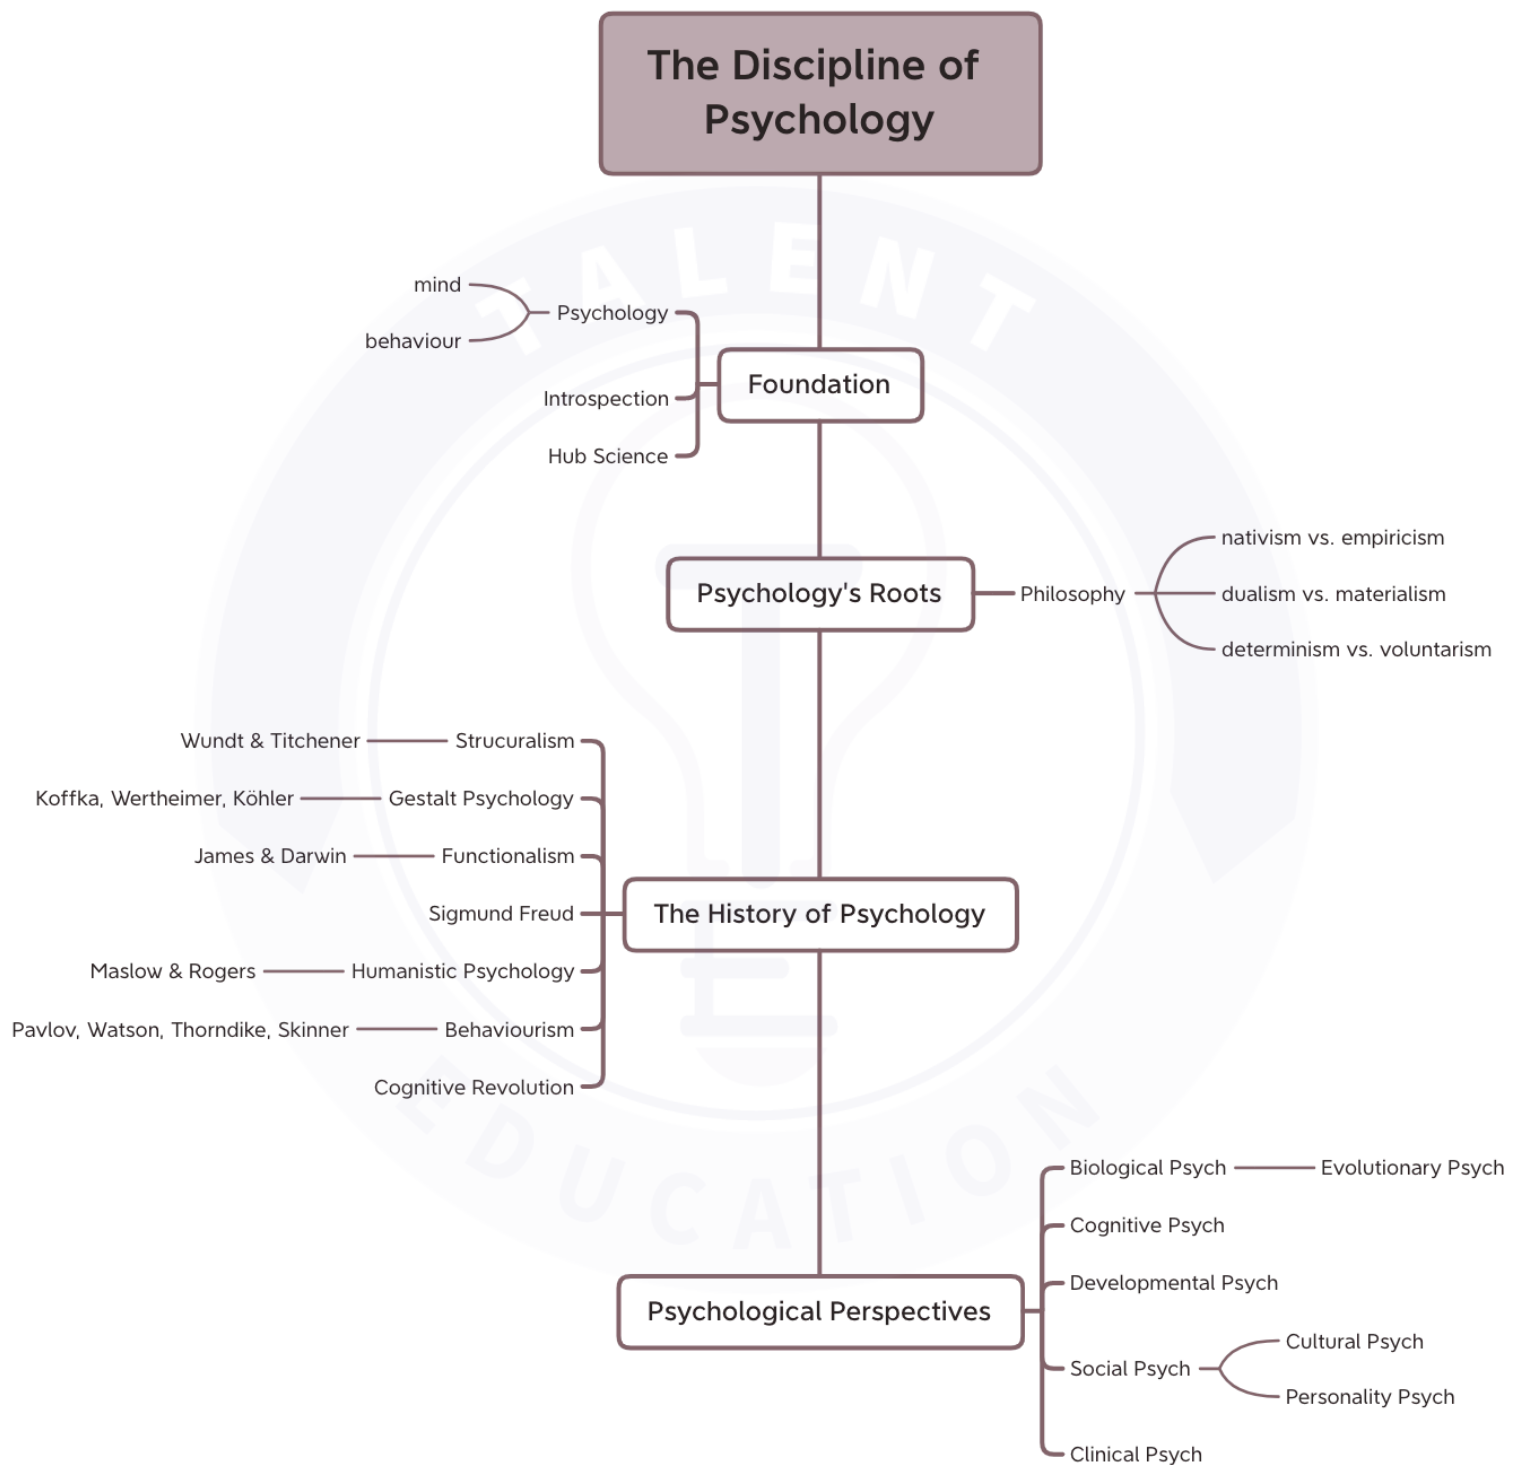 The Discipline of
Psychology
TALENT
mind
Psychology
behaviour
Foundation
Introspection
Hub Science
nativism vs. empiricism
Psychology's Roots
Philosophy
dualism vs. materialism
determinism vs. voluntarism
Wundt & Titchener
Strucuralism
Koffka, Wertheimer, Köhler
Gestalt Psychology
James & Darwin
Functionalism
Sigmund Freud
The History of Psychology
Maslow & Rogers
Humanistic Psychology
Pavlov, Watson, Thorndike, Skinner
Behaviourism
Cognitive Revolution
EDUCATION
Biological Psych
Evolutionary Psych
Cognitive Psych
Developmental Psych
Psychological Perspectives
Cultural Psych
Social Psych
Personality Psych
Clinical Psych